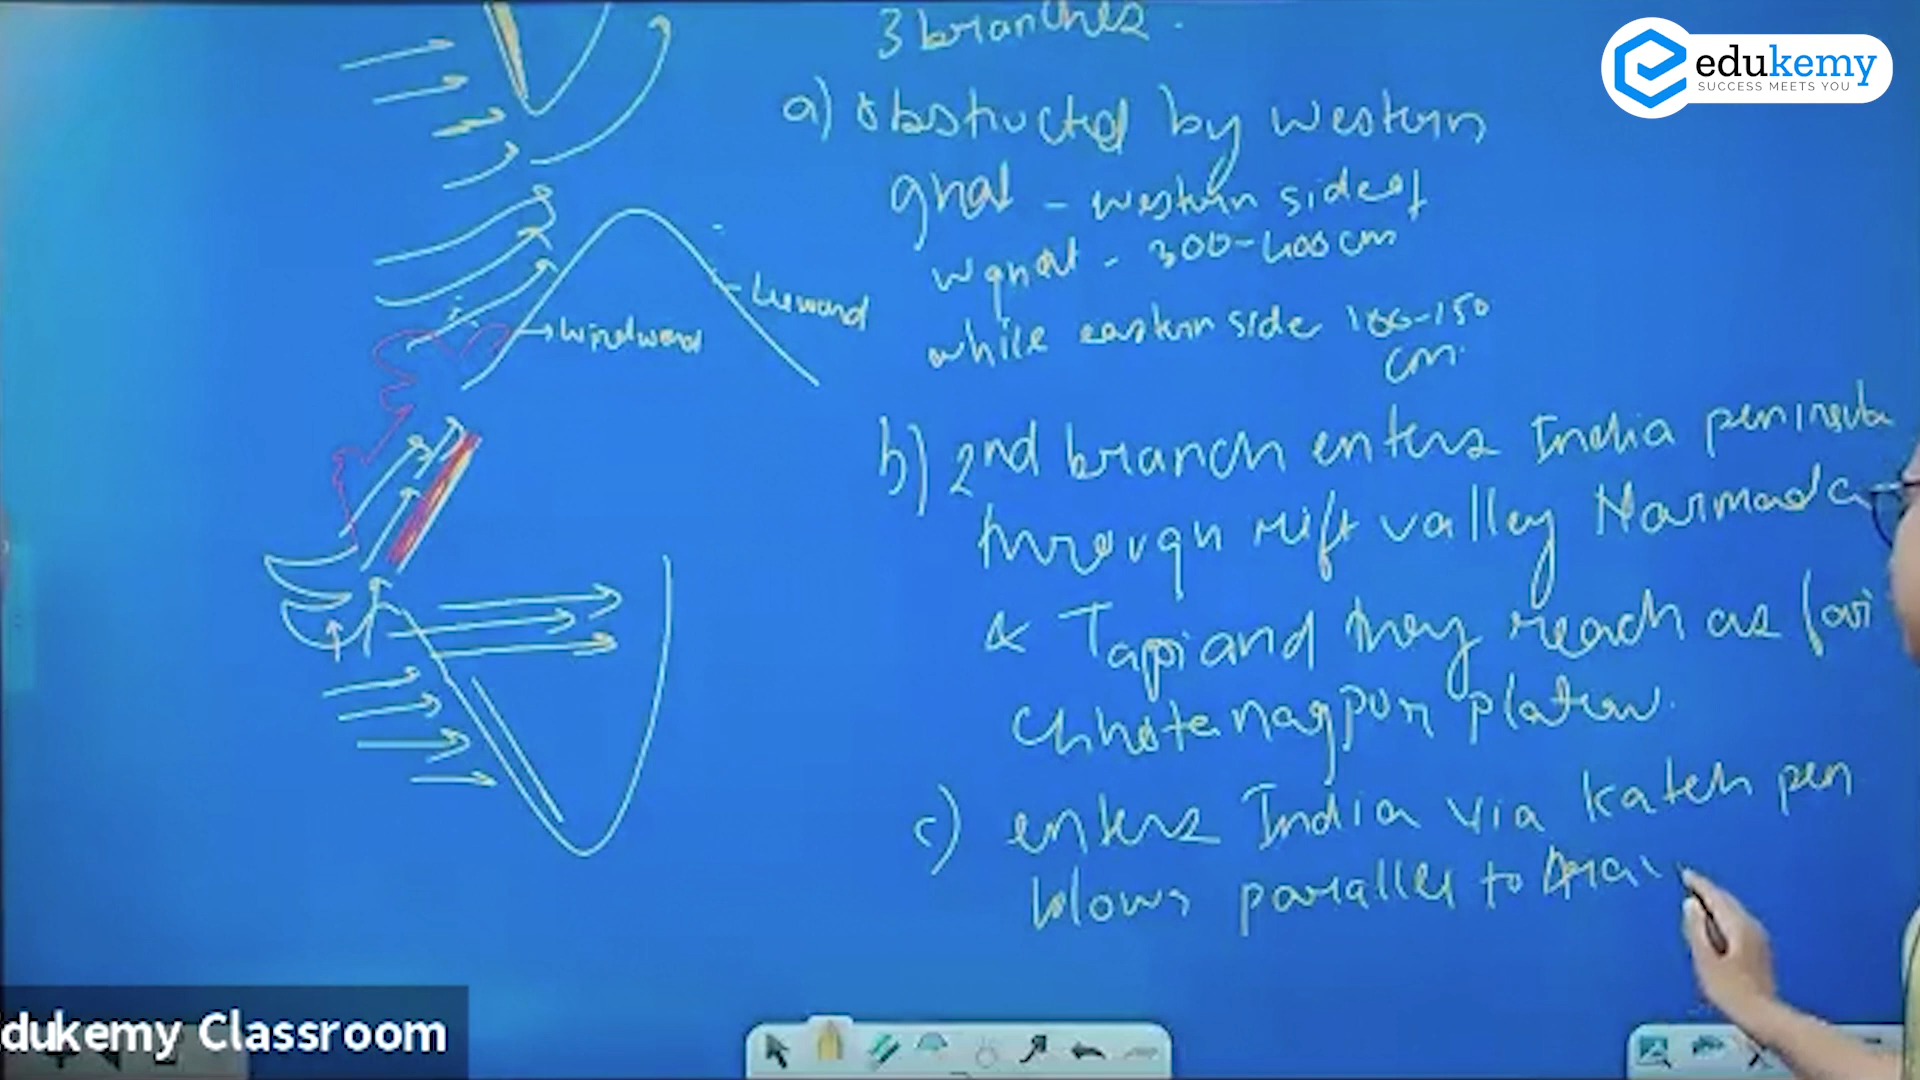 3 branches.
edukemy
SUCCESS MEETS YOU
a) obstructed by western
ghat - western side of
wghat - 300-400 cm
while eastern side 100-150
cm.
Leeward
Windward
b) 2nd branch enters India peninsula
through rift valley Narmada
& Tapi and they reach as far
Chhotanagpur plateau.
c) enters India via Katch pen
blows parallel to Arav
dukemy Classroom